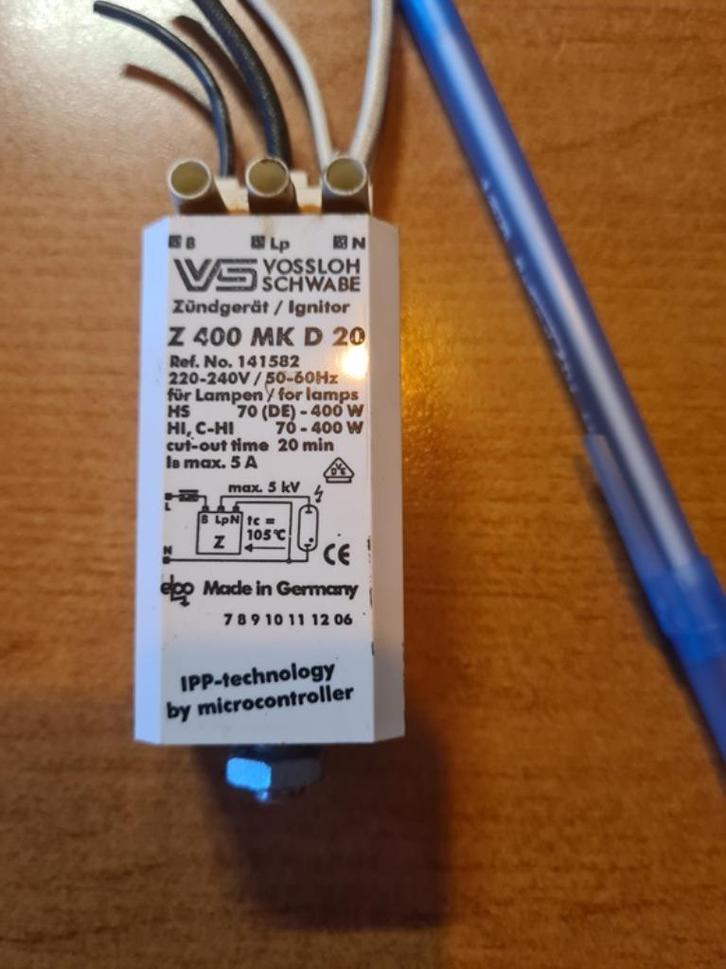 B Lp N
VS VOSSLOH SCHWABE
Zündgerät / Ignitor
Z 400 MK D 20
Ref. No. 141582
220-240V / 50-60Hz
für Lampen / for lamps
HS 70 (DE) - 400 W
HI, C-HI 70 - 400 W
cut-out time 20 min
IB max. 5 A
max. 5 kV
L
B Lp N
tc =
105°C
Z
N
CE
elpo Made in Germany
7 8 9 10 11 12 06
IPP-technology
by microcontroller